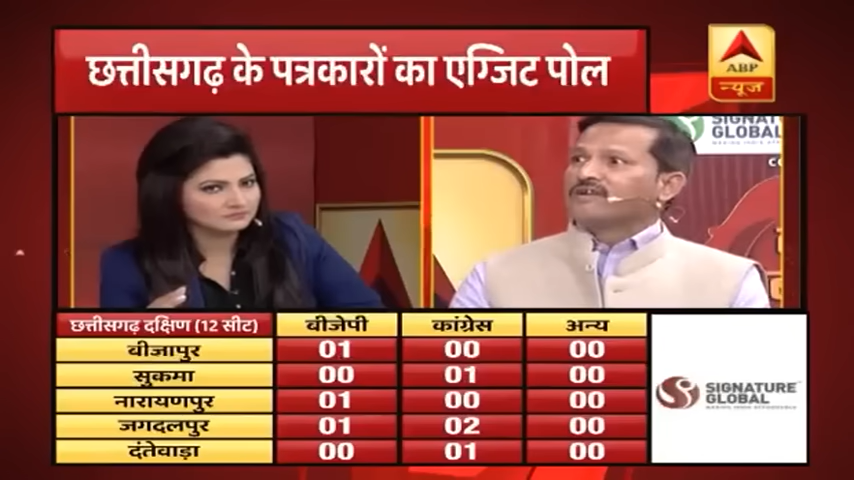 छत्तीसगढ़ के पत्रकारों का एग्जिट पोल
ABP
न्यूज़
SIGNATUR
GLOBAL
छत्तीसगढ़ दक्षिण (12 सीट) बीजेपी कांग्रेस अन्य
बीजापुर 01 00 00
सुकमा 00 01 00
नारायणपुर 01 00 00
जगदलपुर 01 02 00
दंतेवाड़ा 00 01 00
SIGNATURE
GLOBAL